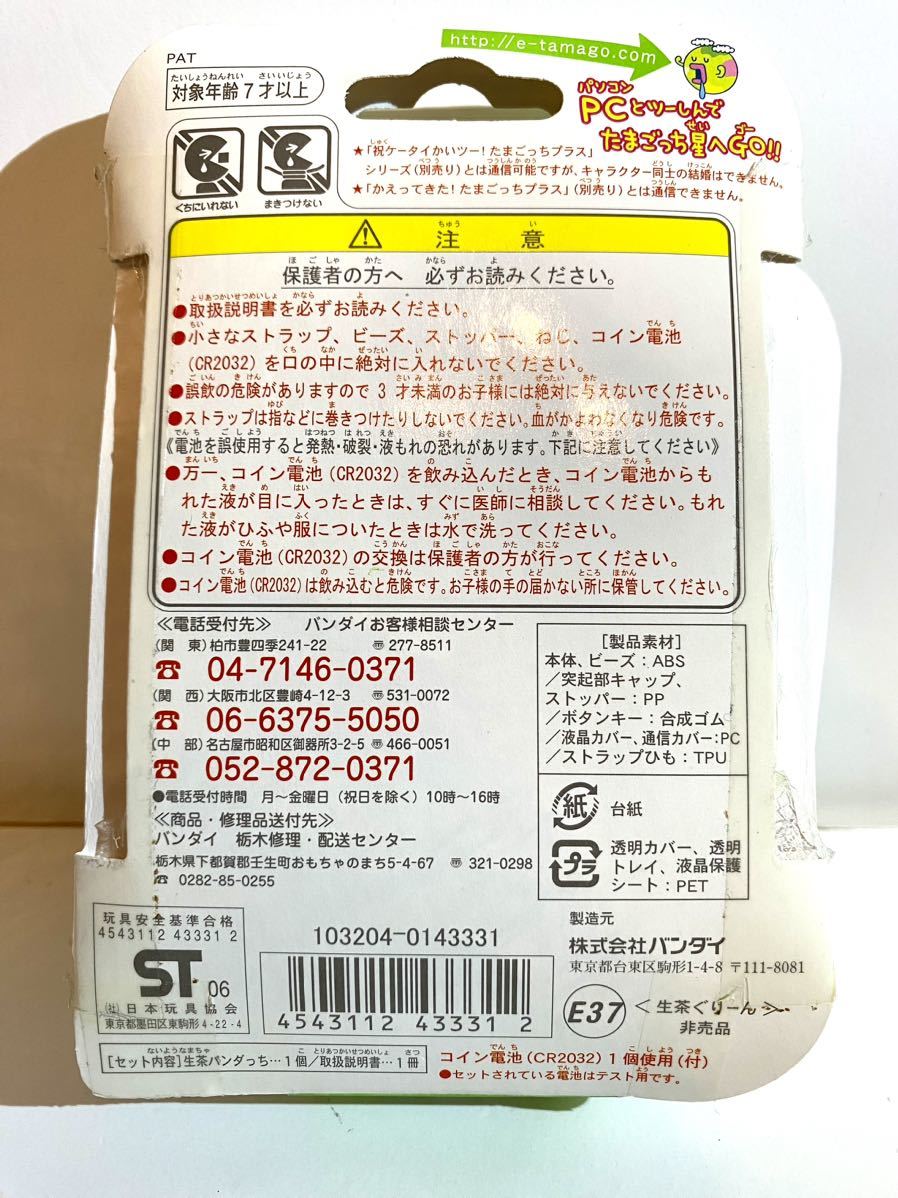 PAT
http://e-tamago.com
対象年齢7才以上
パソコン
PCとツーしんで
たまごっち星へGO!!
くちにいれない
まきつけない
★「祝ケータイかいツー!たまごっちプラス」
シリーズ(別売り)とは通信可能ですが、キャラクター同士の結婚はできません。
★「かえってきた!たまごっちプラス」(別売り)とは通信できません。
注 意
保護者の方へ 必ずお読みください。
●取扱説明書を必ずお読みください。
●小さなストラップ、ビーズ、ストッパー、ねじ、コイン電池
(CR2032)を口の中に絶対に入れないでください。
●誤飲の危険がありますので3才未満のお子様には絶対に与えないでください。
●ストラップは指などに巻きつけたりしないでください。血がかよわなくなり危険です。
《電池を誤使用すると発熱・破裂・液もれの恐れがあります。下記に注意してください》
●万一、コイン電池(CR2032)を飲み込んだとき、コイン電池からも
れた液が目に入ったときは、すぐに医師に相談してください。もれ
た液がひふや服についたときは水で洗ってください。
●コイン電池(CR2032)の交換は保護者の方が行ってください。
●コイン電池(CR2032)は飲み込むと危険です。お子様の手の届かない所に保管してください。
≪電話受付先≫ バンダイお客様相談センター
(関 東)柏市豊四季241-22 〠277-8511
☎ 04-7146-0371
(関 西)大阪市北区豊崎4-12-3 〠531-0072
☎ 06-6375-5050
(中 部)名古屋市昭和区御器所3-2-5 〠466-0051
☎ 052-872-0371
●電話受付時間 月〜金曜日(祝日を除く)10時〜16時
≪商品・修理品送付先≫
バンダイ 栃木修理・配送センター
栃木県下都賀郡壬生町おもちゃのまち5-4-67 〠321-0298
☎ 0282-85-0255
[製品素材]
本体、ビーズ:ABS
/突起部キャップ、
ストッパー:PP
/ボタンキー:合成ゴム
/液晶カバー、通信カバー:PC
/ストラップひも:TPU
紙 台紙
プラ 透明カバー、透明
トレイ、液晶保護
シート:PET
玩具安全基準合格
4543112 43331 2
ST 06
(社)日本玩具協会
東京都墨田区東駒形4-22-4
103204-0143331
4543112 43331 2
製造元
株式会社バンダイ
東京都台東区駒形1-4-8 〒111-8081
E37
<生茶ぐりーん>
非売品
[セット内容]生茶パンダっち…1個/取扱説明書…1冊
コイン電池(CR2032)1個使用(付)
●セットされている電池はテスト用です。